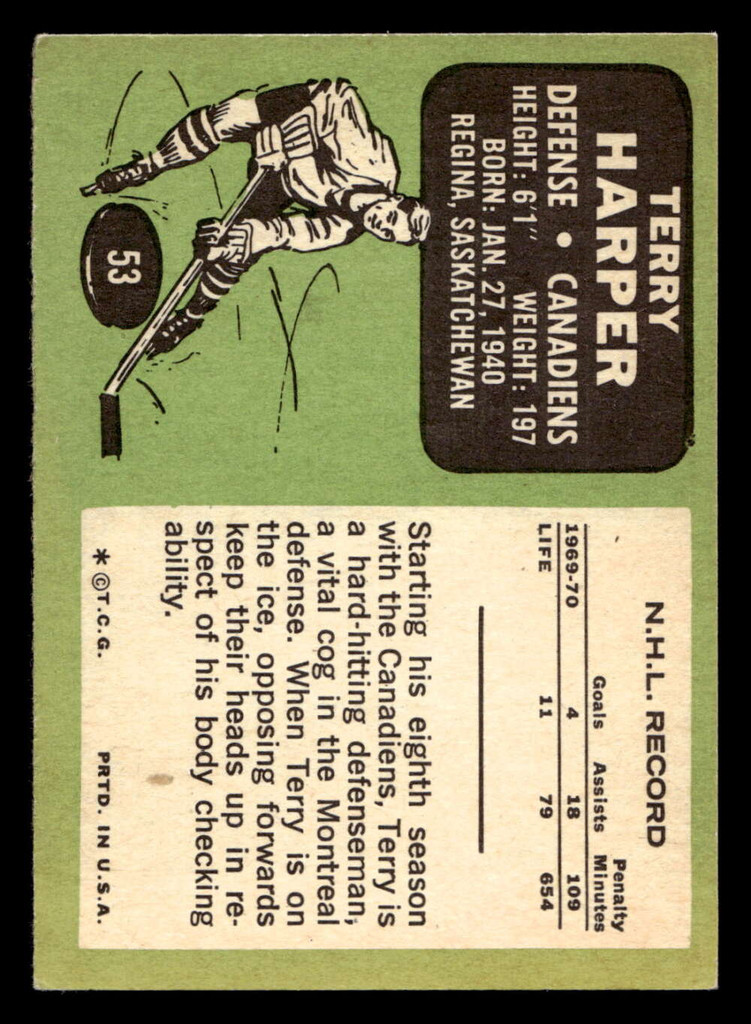 TERRY
HARPER
DEFENSE • CANADIENS
HEIGHT: 6'1" WEIGHT: 197
BORN: JAN. 27, 1940
REGINA, SASKATCHEWAN
53
N.H.L. RECORD
Penalty
Goals Assists Minutes
1969-70 4 18 109
LIFE 11 79 654
Starting his eighth season
with the Canadiens, Terry is
a hard-hitting defenseman,
a vital cog in the Montreal
defense. When Terry is on
the ice, opposing forwards
keep their heads up in re-
spect of his body checking
ability.
* ©T.C.G. PRTD. IN U.S.A.